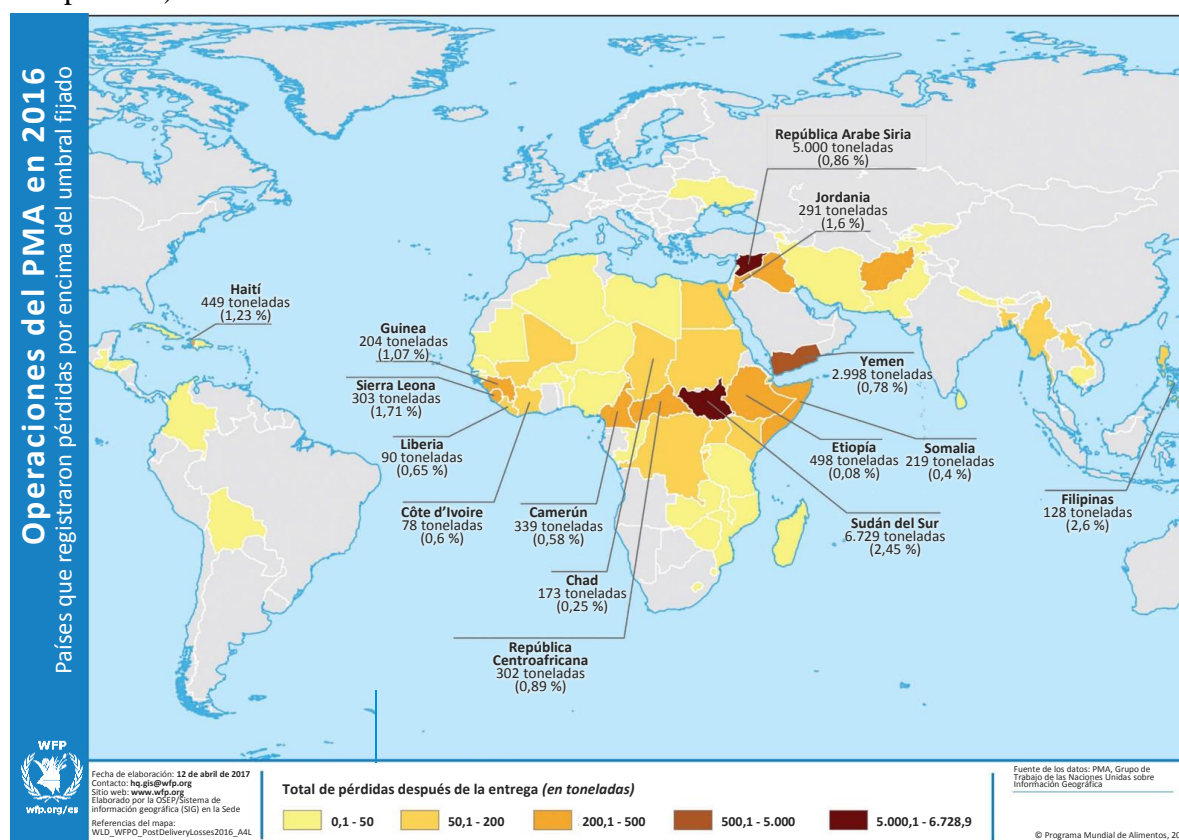 Operaciones del PMA en 2016
Países que registraron pérdidas por encima del umbral fijado
República Arabe Siria
5.000 toneladas
(0,86 %)
Jordania
291 toneladas
(1,6 %)
Haití
449 toneladas
(1,23 %)
Guinea
204 toneladas
(1,07 %)
Sierra Leona
303 toneladas
(1,71 %)
Liberia
90 toneladas
(0,65 %)
Côte d’Ivoire
78 toneladas
(0,6 %)
Camerún
339 toneladas
(0,58 %)
Chad
173 toneladas
(0,25 %)
República
Centroafricana
302 toneladas
(0,89 %)
Yemen
2.998 toneladas
(0,78 %)
Etiopía
498 toneladas
(0,08 %)
Somalia
219 toneladas
(0,4 %)
Sudán del Sur
6.729 toneladas
(2,45 %)
Filipinas
128 toneladas
(2,6 %)
WFP
wfp.org/es
Fecha de elaboración: 12 de abril de 2017
Contacto: hq.gis@wfp.org
Sitio web: www.wfp.org
Elaborado por la OSEP/Sistema de
información geográfica (SIG) en la Sede
Referencias del mapa:
WLD_WFPO_PostDeliveryLosses2016_A4L
Total de pérdidas después de la entrega (en toneladas)
0,1 - 50
50,1 - 200
200,1 - 500
500,1 - 5.000
5.000,1 - 6.728,9
Fuente de los datos: PMA, Grupo de
Trabajo de las Naciones Unidas sobre
Información Geográfica
© Programa Mundial de Alimentos, 20